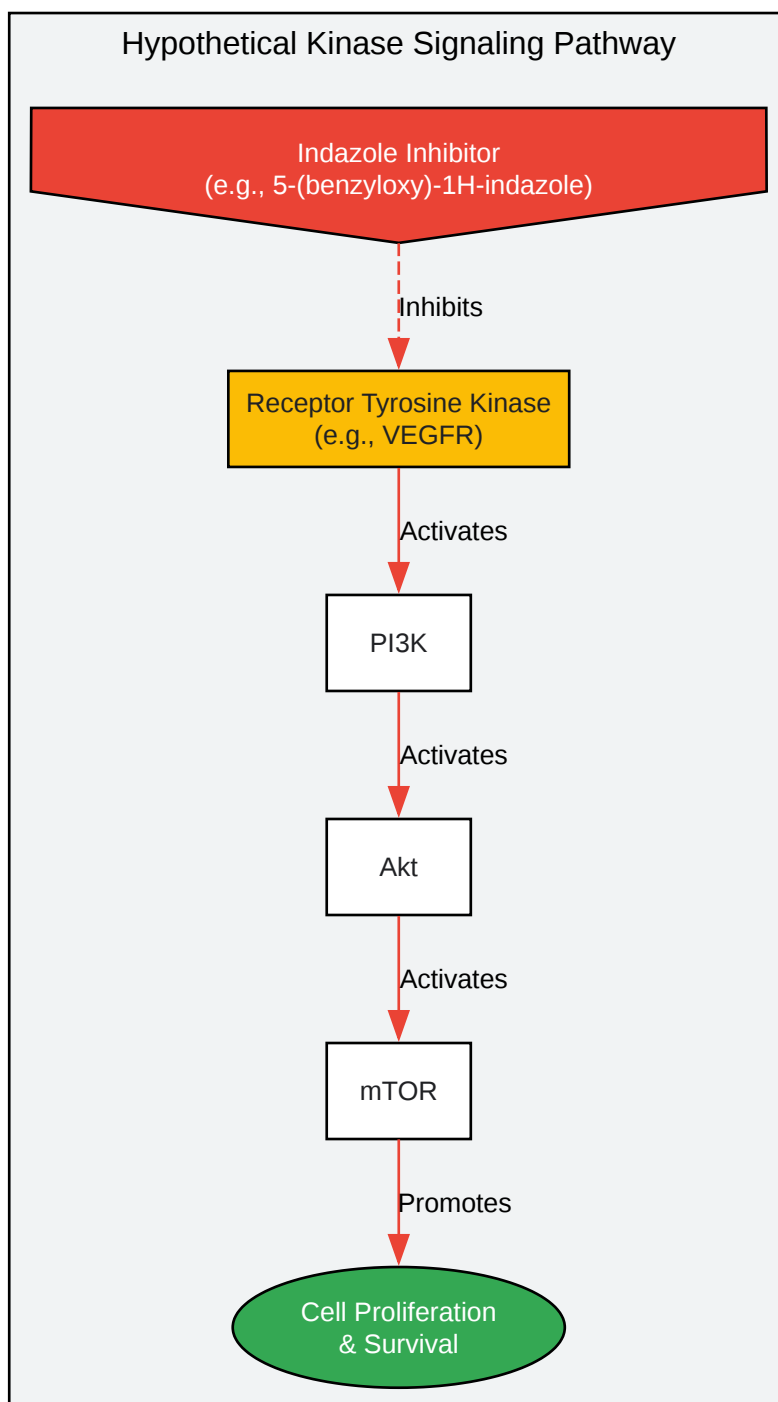 Hypothetical Kinase Signaling Pathway
Indazole Inhibitor
(e.g., 5-(benzyloxy)-1H-indazole)
Inhibits
Receptor Tyrosine Kinase
(e.g., VEGFR)
Activates
PI3K
Activates
Akt
Activates
mTOR
Promotes
Cell Proliferation
& Survival